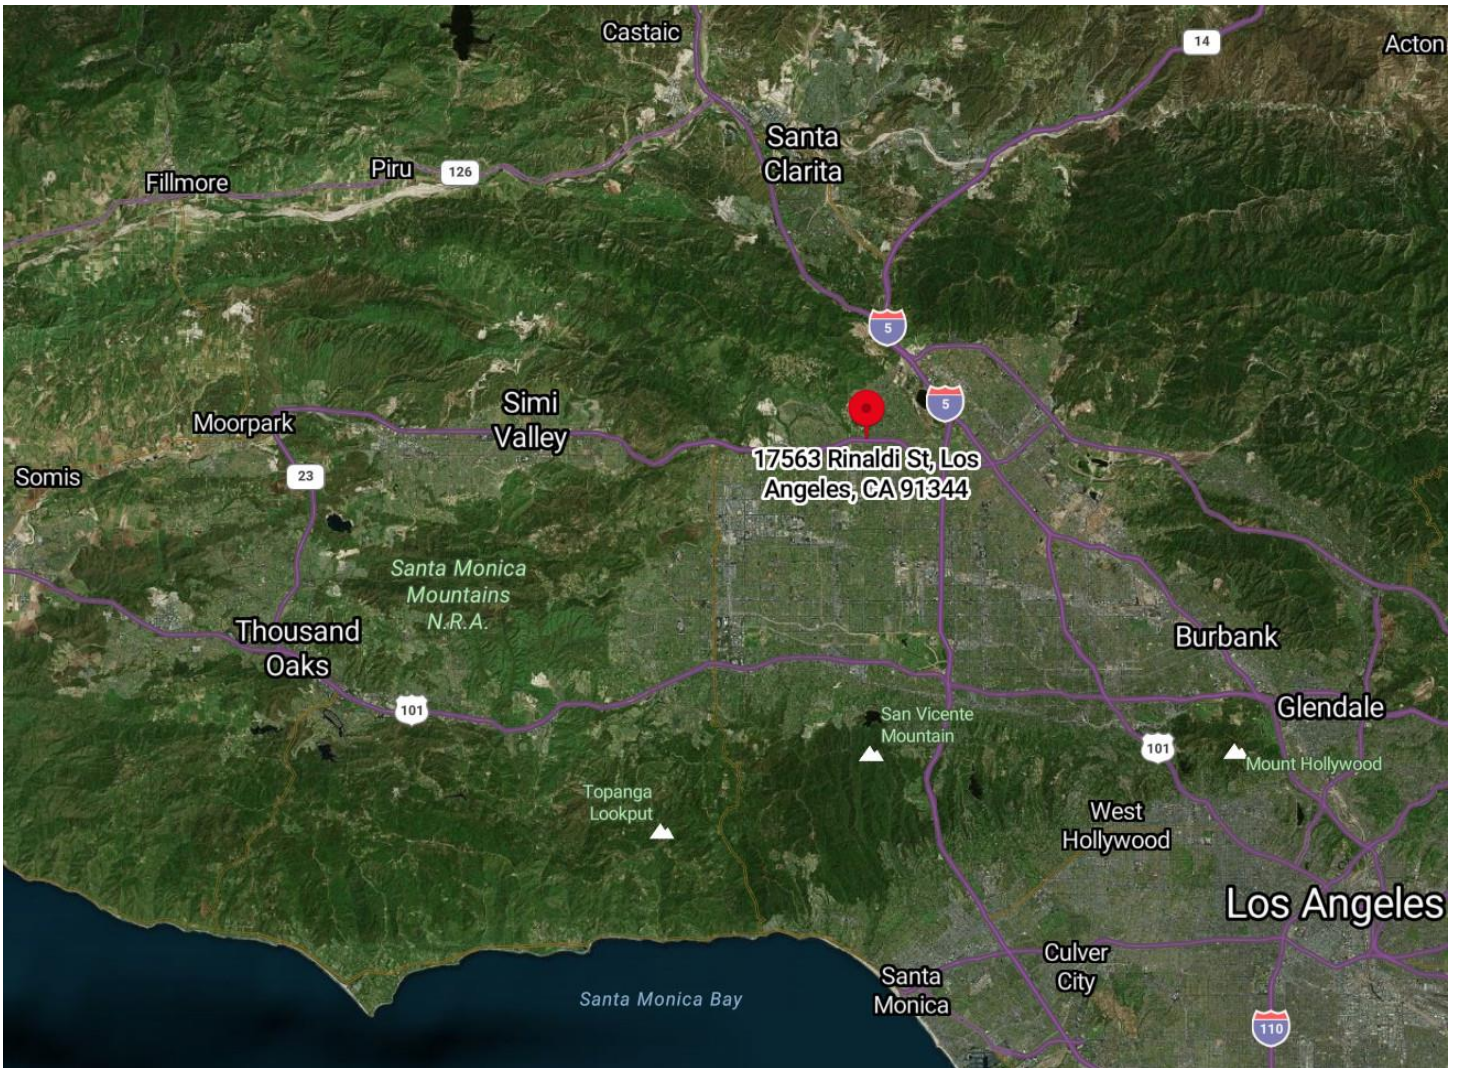 Castaic
14
Acton
Santa
Clarita
Piru
126
Fillmore
5
5
Simi
Valley
Moorpark
17563 Rinaldi St, Los
Angeles, CA 91344
23
Somis
Santa Monica
Mountains
N.R.A.
Thousand
Oaks
Burbank
101
Glendale
San Vicente
Mountain
101
Mount Hollywood
Topanga
Lookput
West
Hollywood
Los Angeles
Culver
City
Santa
Monica
Santa Monica Bay
110